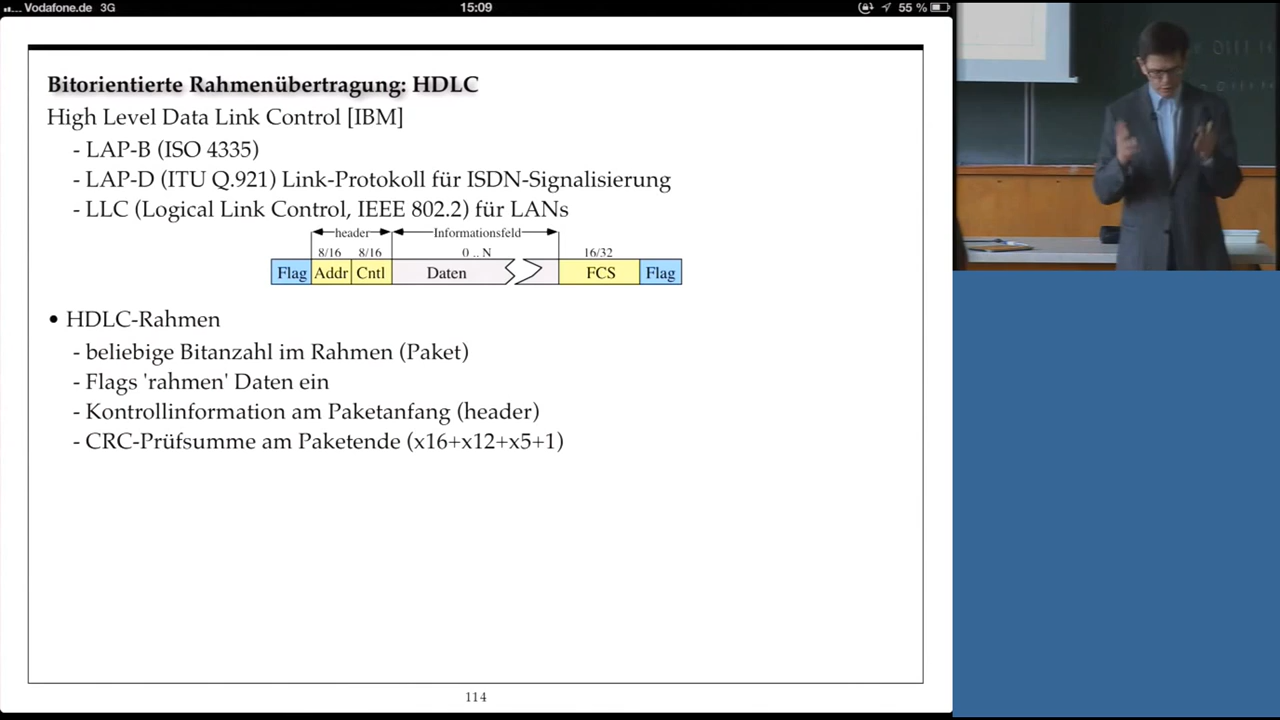 Vodafone.de 3G 15:09 55 %
Bitorientierte Rahmenübertragung: HDLC
High Level Data Link Control [IBM]
- LAP-B (ISO 4335)
- LAP-D (ITU Q.921) Link-Protokoll für ISDN-Signalisierung
- LLC (Logical Link Control, IEEE 802.2) für LANs
header Informationsfeld
8/16 8/16 0 .. N 16/32
Flag Addr Cntl Daten FCS Flag
• HDLC-Rahmen
- beliebige Bitanzahl im Rahmen (Paket)
- Flags 'rahmen' Daten ein
- Kontrollinformation am Paketanfang (header)
- CRC-Prüfsumme am Paketende (x16+x12+x5+1)
114